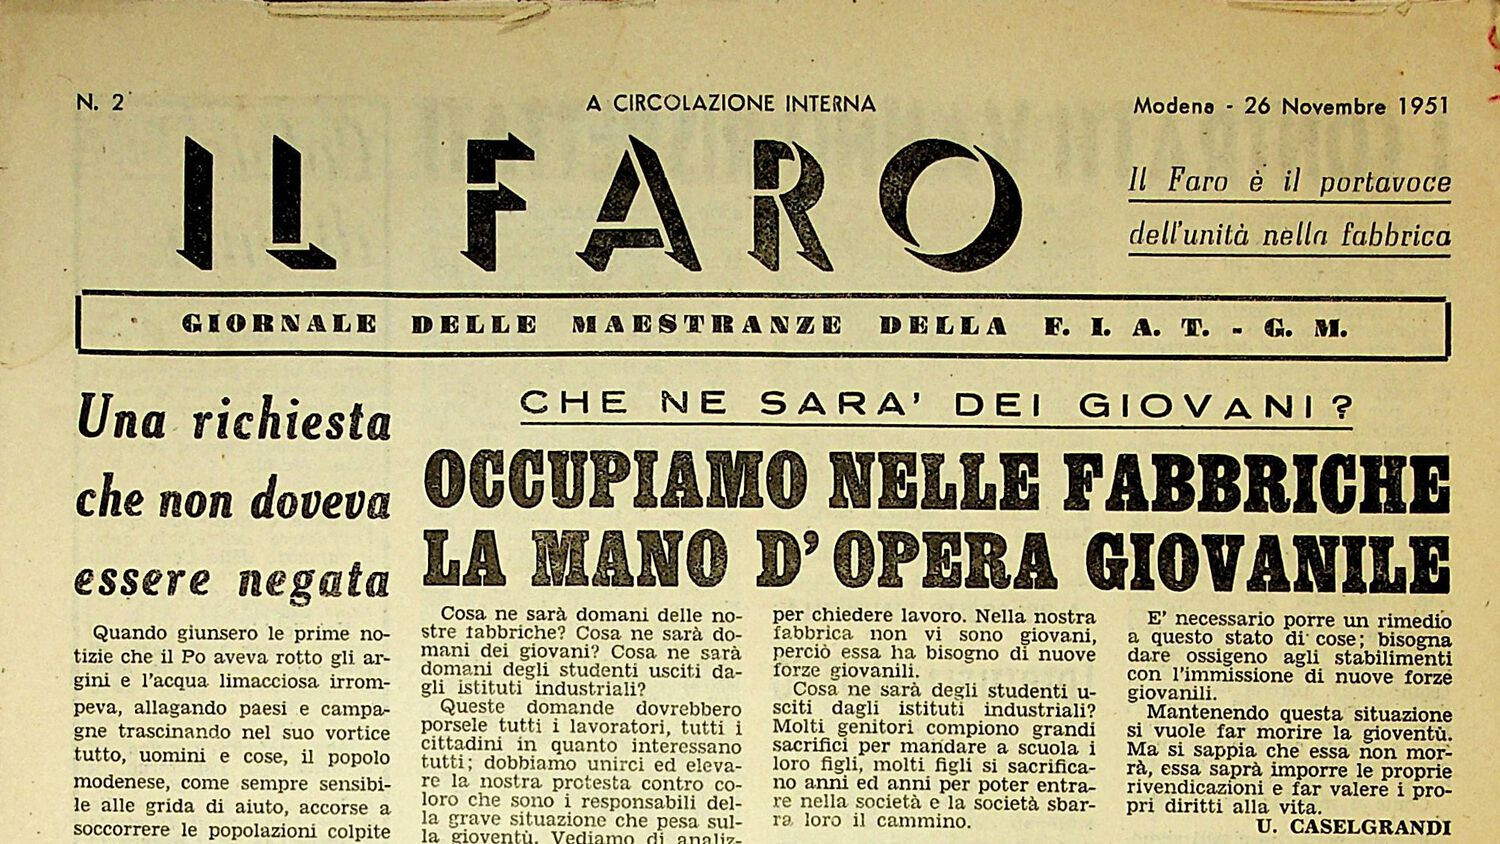 N. 2
A CIRCOLAZIONE INTERNA
Modena - 26 Novembre 1951
IL FARO
Il Faro è il portavoce
dell'unità nella fabbrica
GIORNALE DELLE MAESTRANZE DELLA F. I. A. T. - G. M.
Una richiesta
che non doveva
essere negata
Quando giunsero le prime no-
tizie che il Po aveva rotto gli ar-
gini e l'acqua limacciosa irrom-
peva, allagando paesi e campa-
gne trascinando nel suo vortice
tutto, uomini e cose, il popolo
modenese, come sempre sensibi-
le alle grida di aiuto, accorse a
soccorrere le popolazioni colpite
CHE NE SARA' DEI GIOVANI?
OCCUPIAMO NELLE FABBRICHE
LA MANO D'OPERA GIOVANILE
Cosa ne sarà domani delle no-
stre fabbriche? Cosa ne sarà do-
mani dei giovani? Cosa ne sarà
domani degli studenti usciti da-
gli istituti industriali?
Queste domande dovrebbero
porsele tutti i lavoratori, tutti i
cittadini in quanto interessano
tutti; dobbiamo unirci ed eleva-
re la nostra protesta contro co-
loro che sono i responsabili del-
la grave situazione che pesa sul-
la gioventù. Vediamo di analiz-
per chiedere lavoro. Nella nostra
fabbrica non vi sono giovani,
perciò essa ha bisogno di nuove
forze giovanili.
Cosa ne sarà degli studenti u-
sciti dagli istituti industriali?
Molti genitori compiono grandi
sacrifici per mandare a scuola i
loro figli, molti figli si sacrifica-
no anni ed anni per poter entra-
re nella società e la società sbar-
ra loro il cammino.
E' necessario porre un rimedio
a questo stato di cose; bisogna
dare ossigeno agli stabilimenti
con l'immissione di nuove forze
giovanili.
Mantenendo questa situazione
si vuole far morire la gioventù.
Ma si sappia che essa non mor-
rà, essa saprà imporre le proprie
rivendicazioni e far valere i pro-
pri diritti alla vita.
U. CASELGRANDI